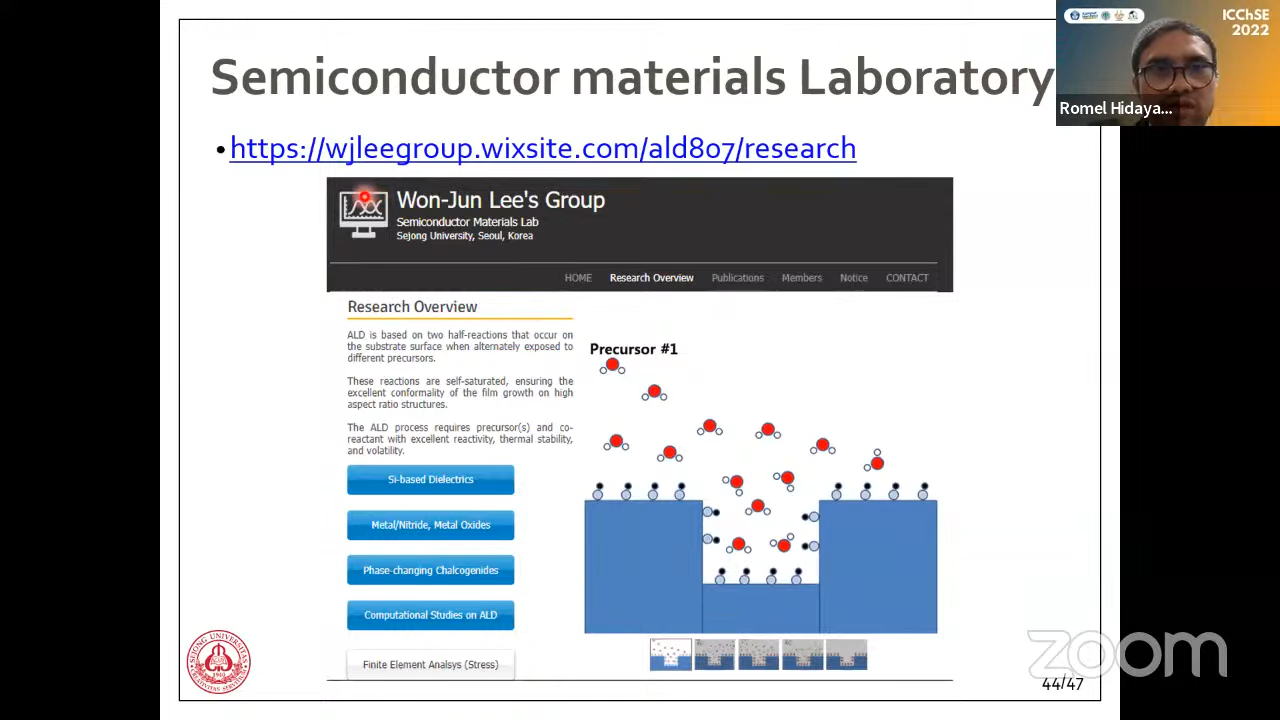 Semiconductor materials Laboratory
ICChSE
2022
Romel Hidaya...
• https://wjleegroup.wixsite.com/ald807/research
Won-Jun Lee's Group
Semiconductor Materials Lab
Sejong University, Seoul, Korea
HOME Research Overview Publications Members Notice CONTACT
Research Overview
ALD is based on two half-reactions that occur on
the substrate surface when alternately exposed to
different precursors.
These reactions are self-saturated, ensuring the
excellent conformality of the film growth on high
aspect ratio structures.
The ALD process requires precursor(s) and co-
reactant with excellent reactivity, thermal stability,
and volatility.
Precursor #1
Si-based Dielectrics
Metal/Nitride, Metal Oxides
Phase-changing Chalcogenides
Computational Studies on ALD
Finite Element Analsys (Stress)
SEJONG UNIVERSITY
1940
zoom
44/47